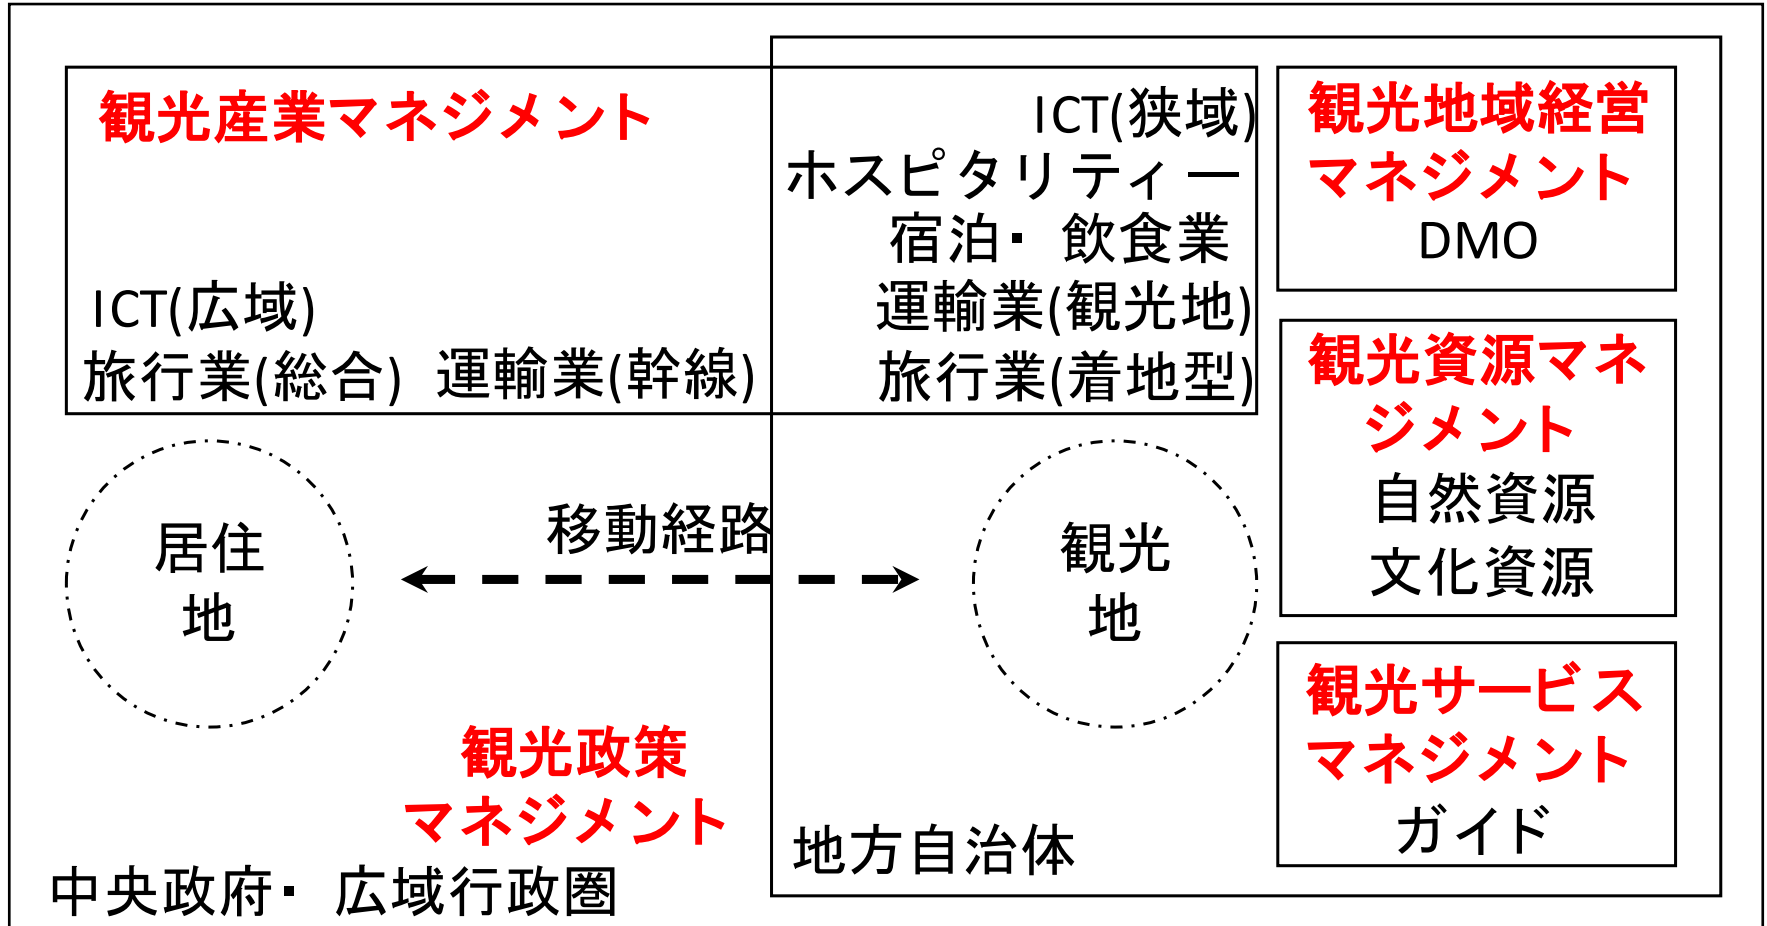 観光産業マネジメント
ICT(広域)
旅行業(総合) 運輸業(幹線)
ICT(狭域)
ホスピタリティー
宿泊・飲食業
運輸業(観光地)
旅行業(着地型)
観光地域経営
マネジメント
DMO
観光資源マネ
ジメント
自然資源
文化資源
観光サービス
マネジメント
ガイド
居住
地
移動経路
観光
地
観光政策
マネジメント
地方自治体
中央政府・広域行政圏